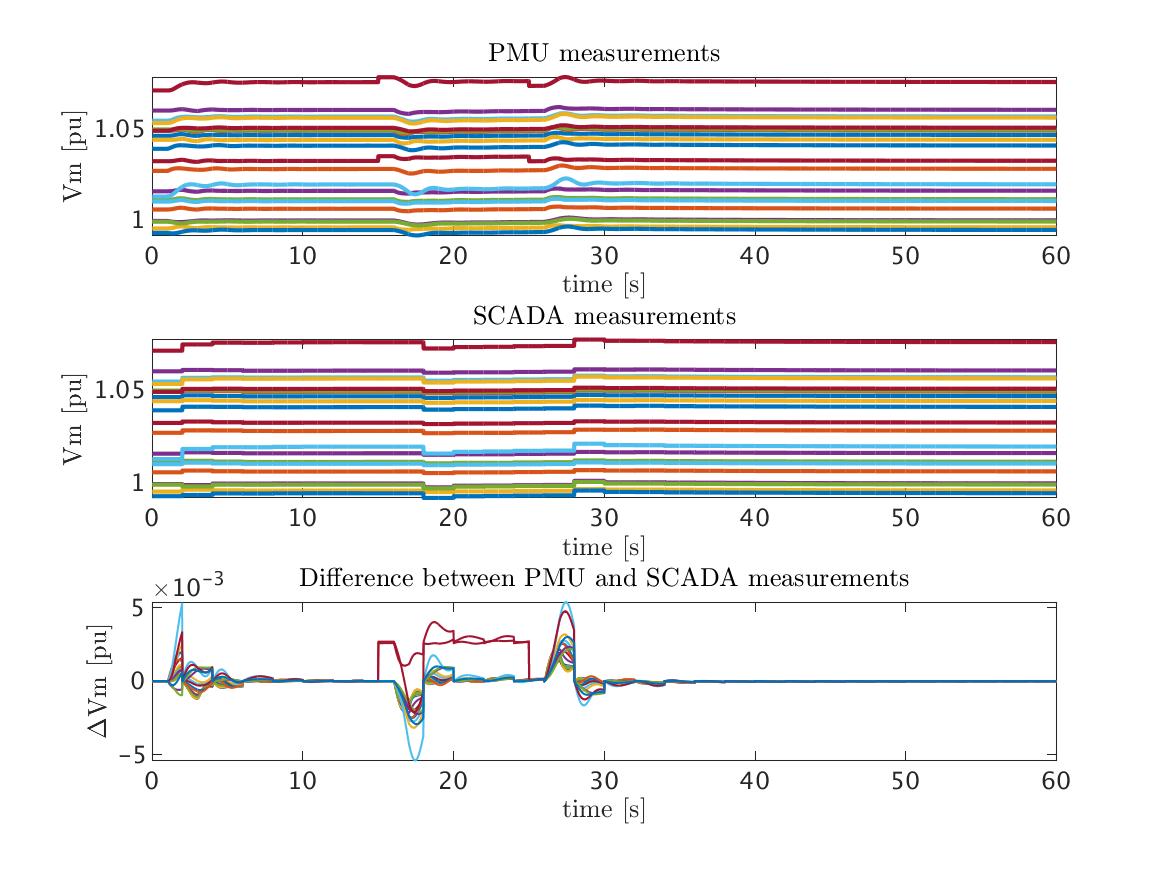 PMU measurements
Vm [pu]
1.05
1
0 10 20 30 40 50 60
time [s]
SCADA measurements
Vm [pu]
1.05
1
0 10 20 30 40 50 60
time [s]
Difference between PMU and SCADA measurements
×10⁻³
ΔVm [pu]
5
0
-5
0 10 20 30 40 50 60
time [s]